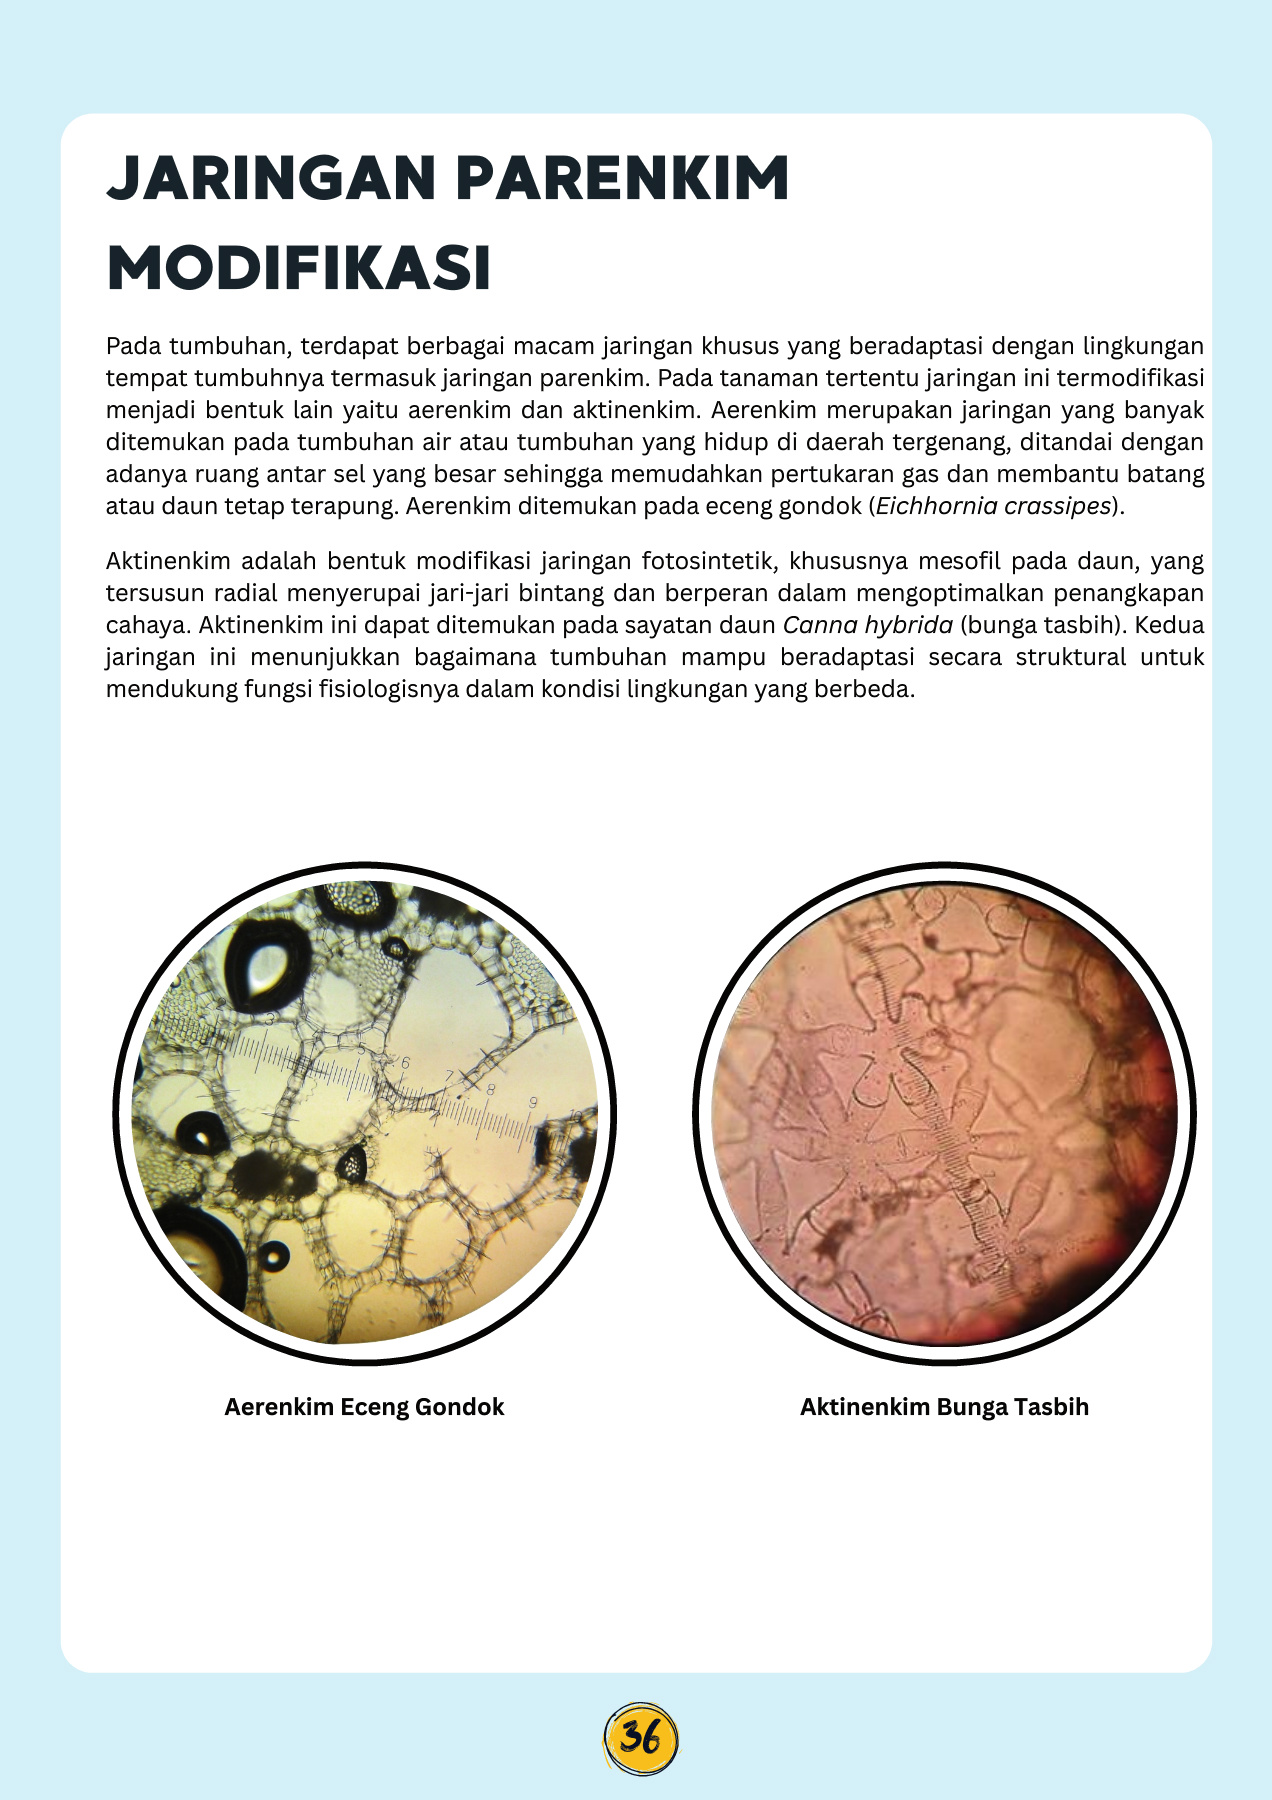 JARINGAN PARENKIM
MODIFIKASI
Pada tumbuhan, terdapat berbagai macam jaringan khusus yang beradaptasi dengan lingkungan
tempat tumbuhnya termasuk jaringan parenkim. Pada tanaman tertentu jaringan ini termodifikasi
menjadi bentuk lain yaitu aerenkim dan aktinenkim. Aerenkim merupakan jaringan yang banyak
ditemukan pada tumbuhan air atau tumbuhan yang hidup di daerah tergenang, ditandai dengan
adanya ruang antar sel yang besar sehingga memudahkan pertukaran gas dan membantu batang
atau daun tetap terapung. Aerenkim ditemukan pada eceng gondok (Eichhornia crassipes).
Aktinenkim adalah bentuk modifikasi jaringan fotosintetik, khususnya mesofil pada daun, yang
tersusun radial menyerupai jari-jari bintang dan berperan dalam mengoptimalkan penangkapan
cahaya. Aktinenkim ini dapat ditemukan pada sayatan daun Canna hybrida (bunga tasbih). Kedua
jaringan ini menunjukkan bagaimana tumbuhan mampu beradaptasi secara struktural untuk
mendukung fungsi fisiologisnya dalam kondisi lingkungan yang berbeda.
3 5 6 7 8 9
Aerenkim Eceng Gondok
Aktinenkim Bunga Tasbih
36